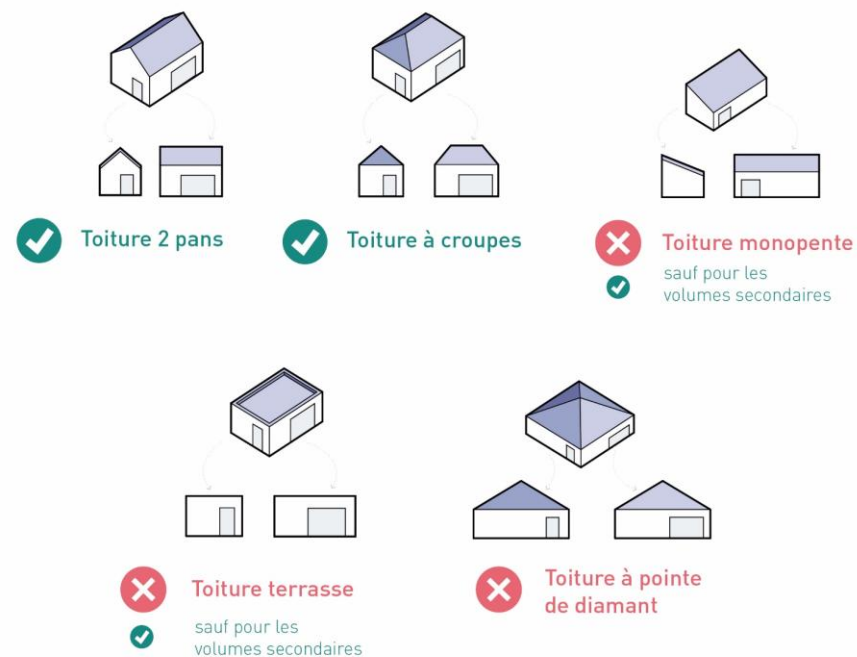 Toiture 2 pans
Toiture à croupes
Toiture monopente
sauf pour les
volumes secondaires
Toiture terrasse
sauf pour les
volumes secondaires
Toiture à pointe
de diamant